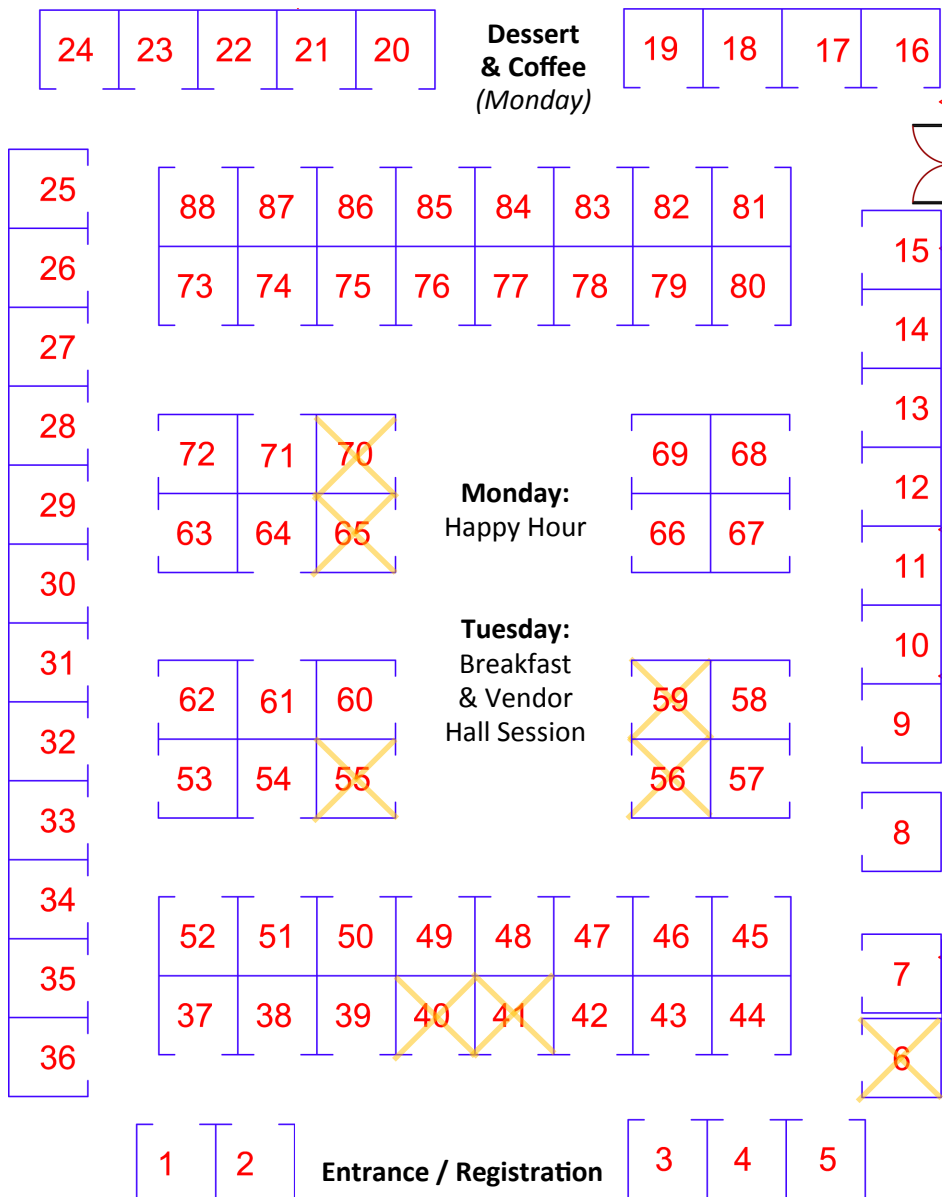 24 23 22 21 20
Dessert
& Coffee
(Monday)
19 18 17 16
25
26
27
28
29
30
31
32
33
34
35
36
88 87 86 85 84 83 82 81
73 74 75 76 77 78 79 80
72 71 70
63 64 65
Monday:
Happy Hour
69 68
66 67
62 61 60
53 54 55
Tuesday:
Breakfast
& Vendor
Hall Session
59 58
56 57
52 51 50 49 48 47 46 45
37 38 39 40 41 42 43 44
15
14
13
12
11
10
9
8
7
6
1 2
Entrance / Registration
3 4 5